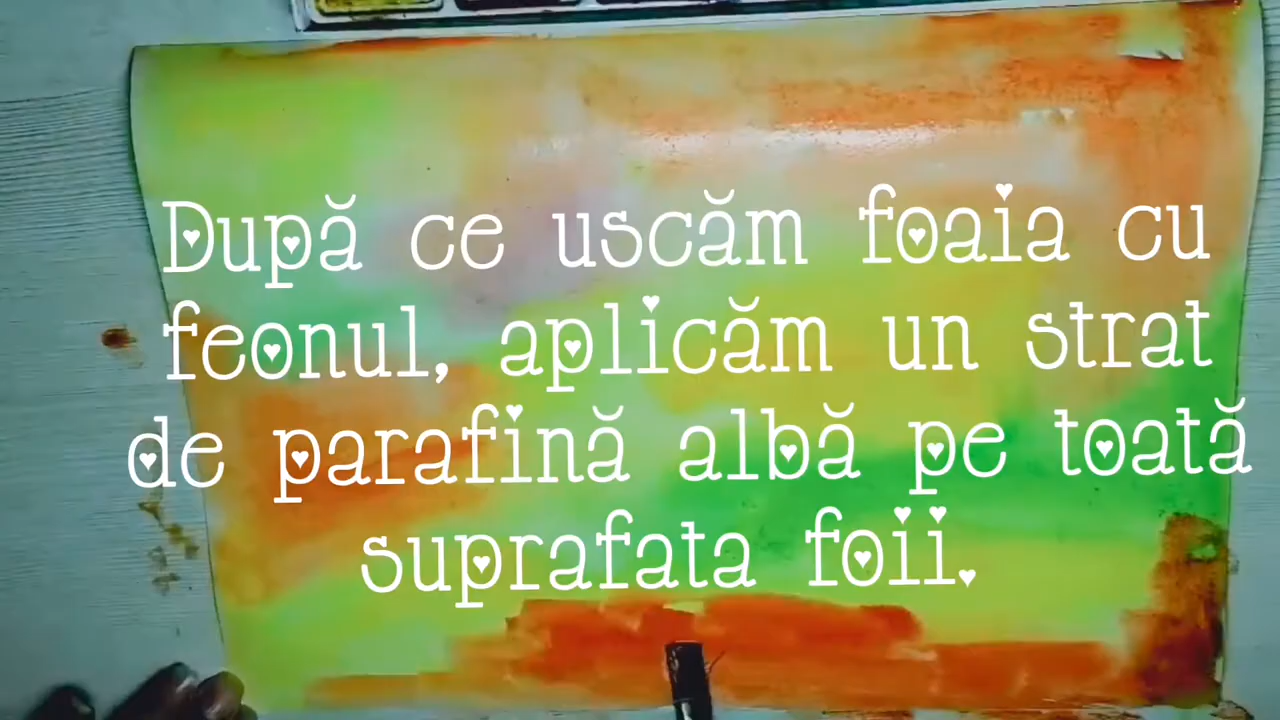 După ce uscăm foaia cu
feonul, aplicăm un strat
de parafină albă pe toată
suprafata foii.